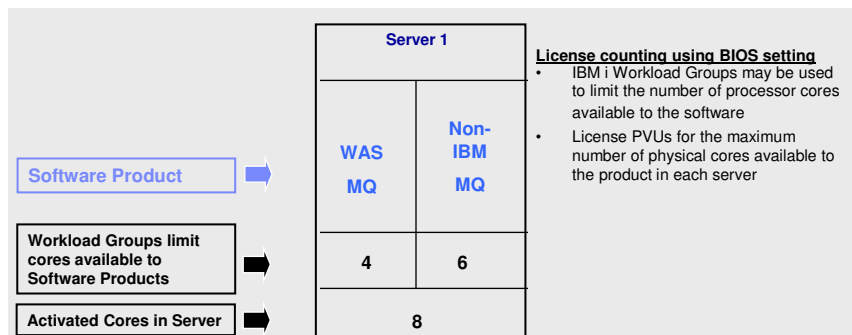 Server 1
License counting using BIOS setting
• IBM i Workload Groups may be used
to limit the number of processor cores
available to the software
• License PVUs for the maximum
number of physical cores available to
the product in each server
Software Product
WAS
MQ
Non-
IBM
MQ
Workload Groups limit
cores available to
Software Products
4
6
Activated Cores in Server
8